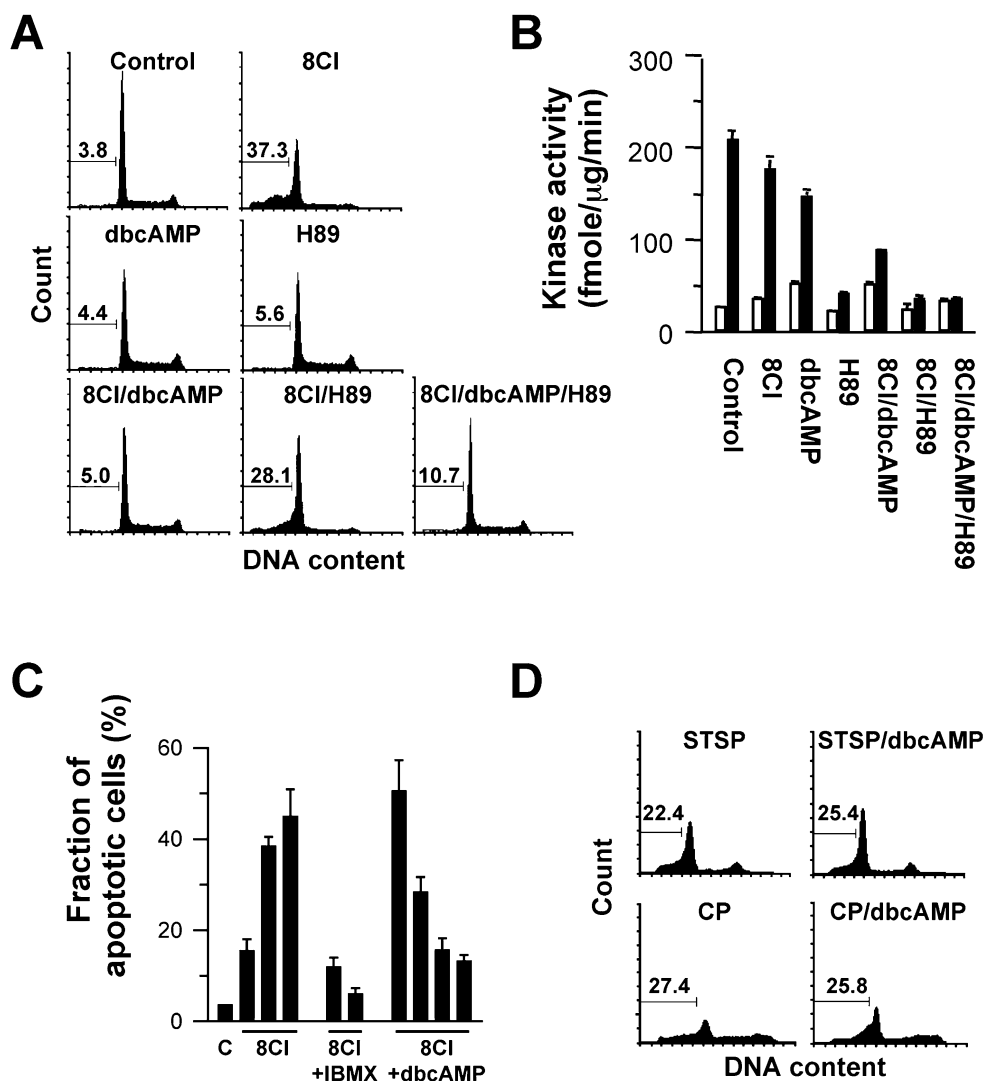 A
Control
8Cl
3.8
37.3
dbcAMP
H89
4.4
5.6
8Cl/dbcAMP
8Cl/H89
8Cl/dbcAMP/H89
5.0
28.1
10.7
Count
DNA content
B
Kinase activity
(fmole/μg/min)
300
200
100
0
Control
8Cl
dbcAMP
H89
8Cl/dbcAMP
8Cl/H89
8Cl/dbcAMP/H89
C
Fraction of
apoptotic cells (%)
60
40
20
0
C
8Cl
8Cl
+IBMX
8Cl
+dbcAMP
D
STSP
STSP/dbcAMP
22.4
25.4
CP
CP/dbcAMP
27.4
25.8
Count
DNA content